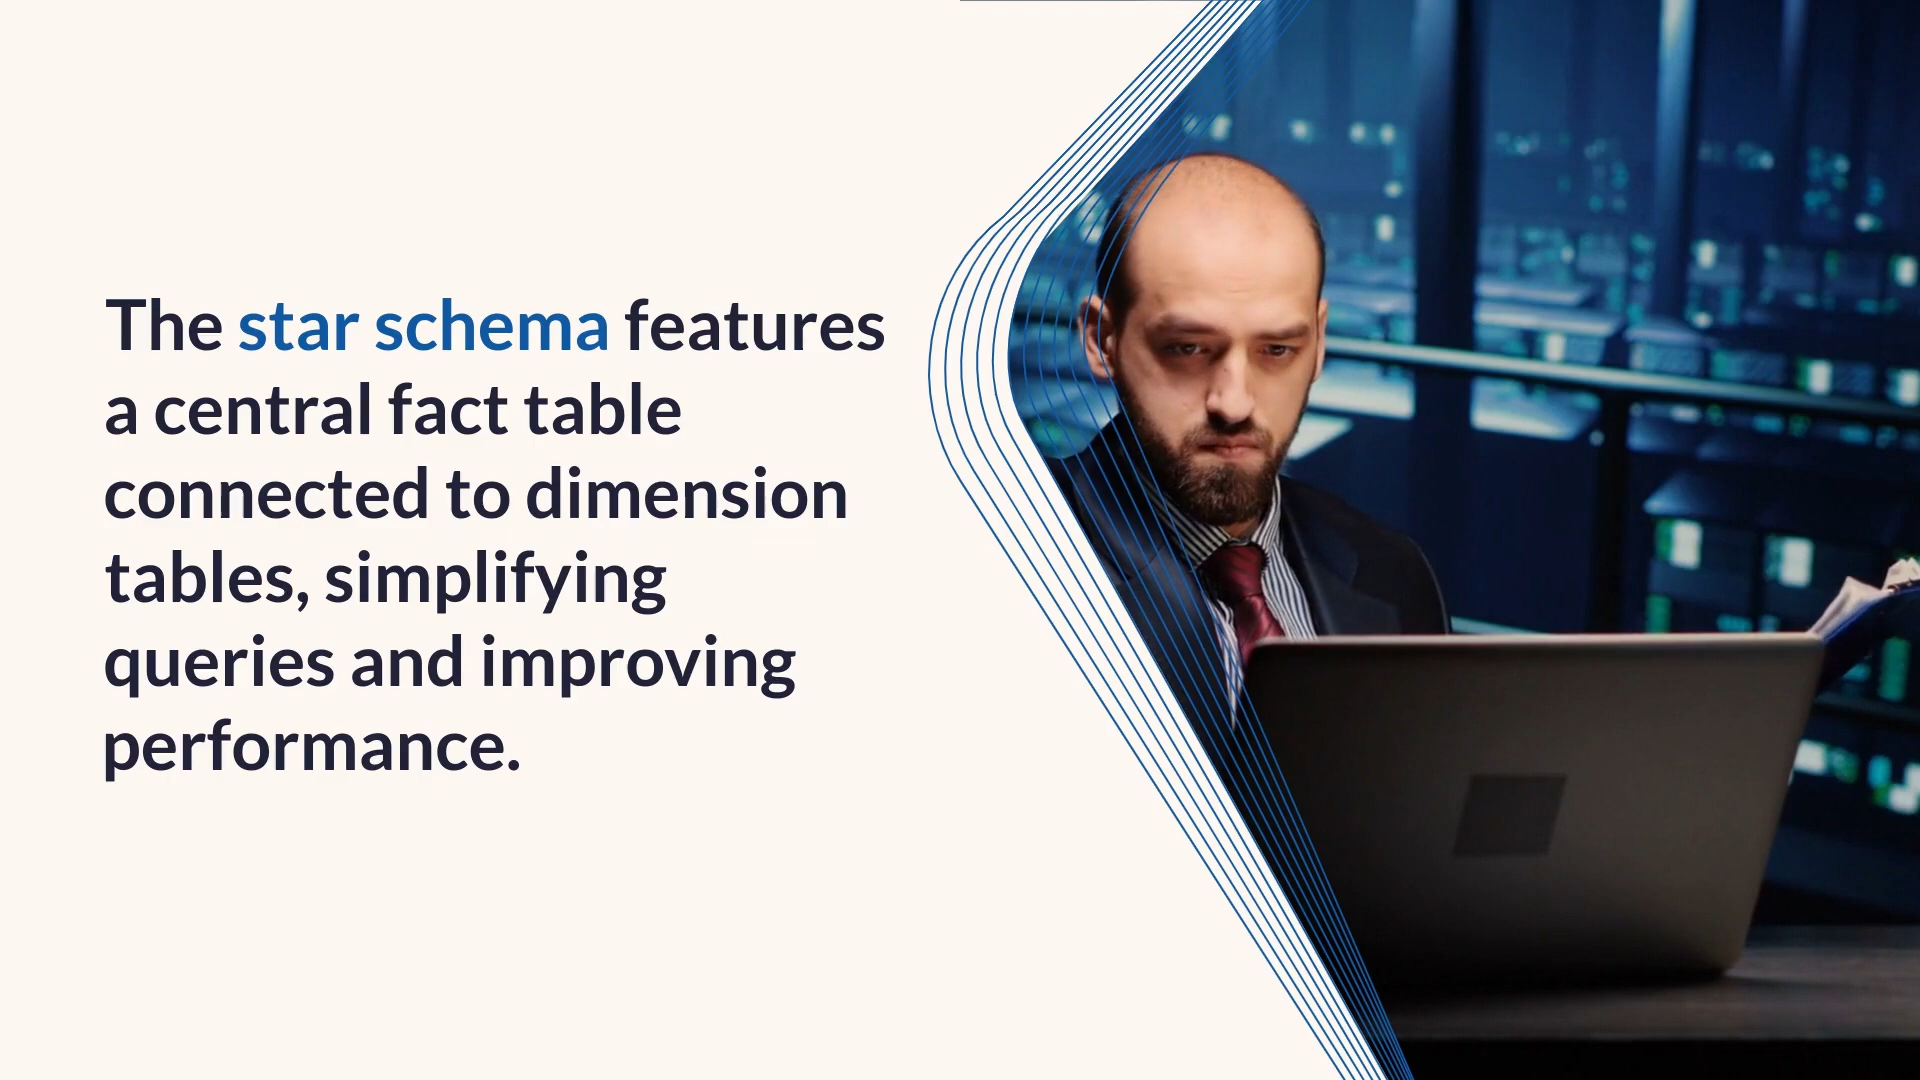 The star schema features
a central fact table
connected to dimension
tables, simplifying
queries and improving
performance.